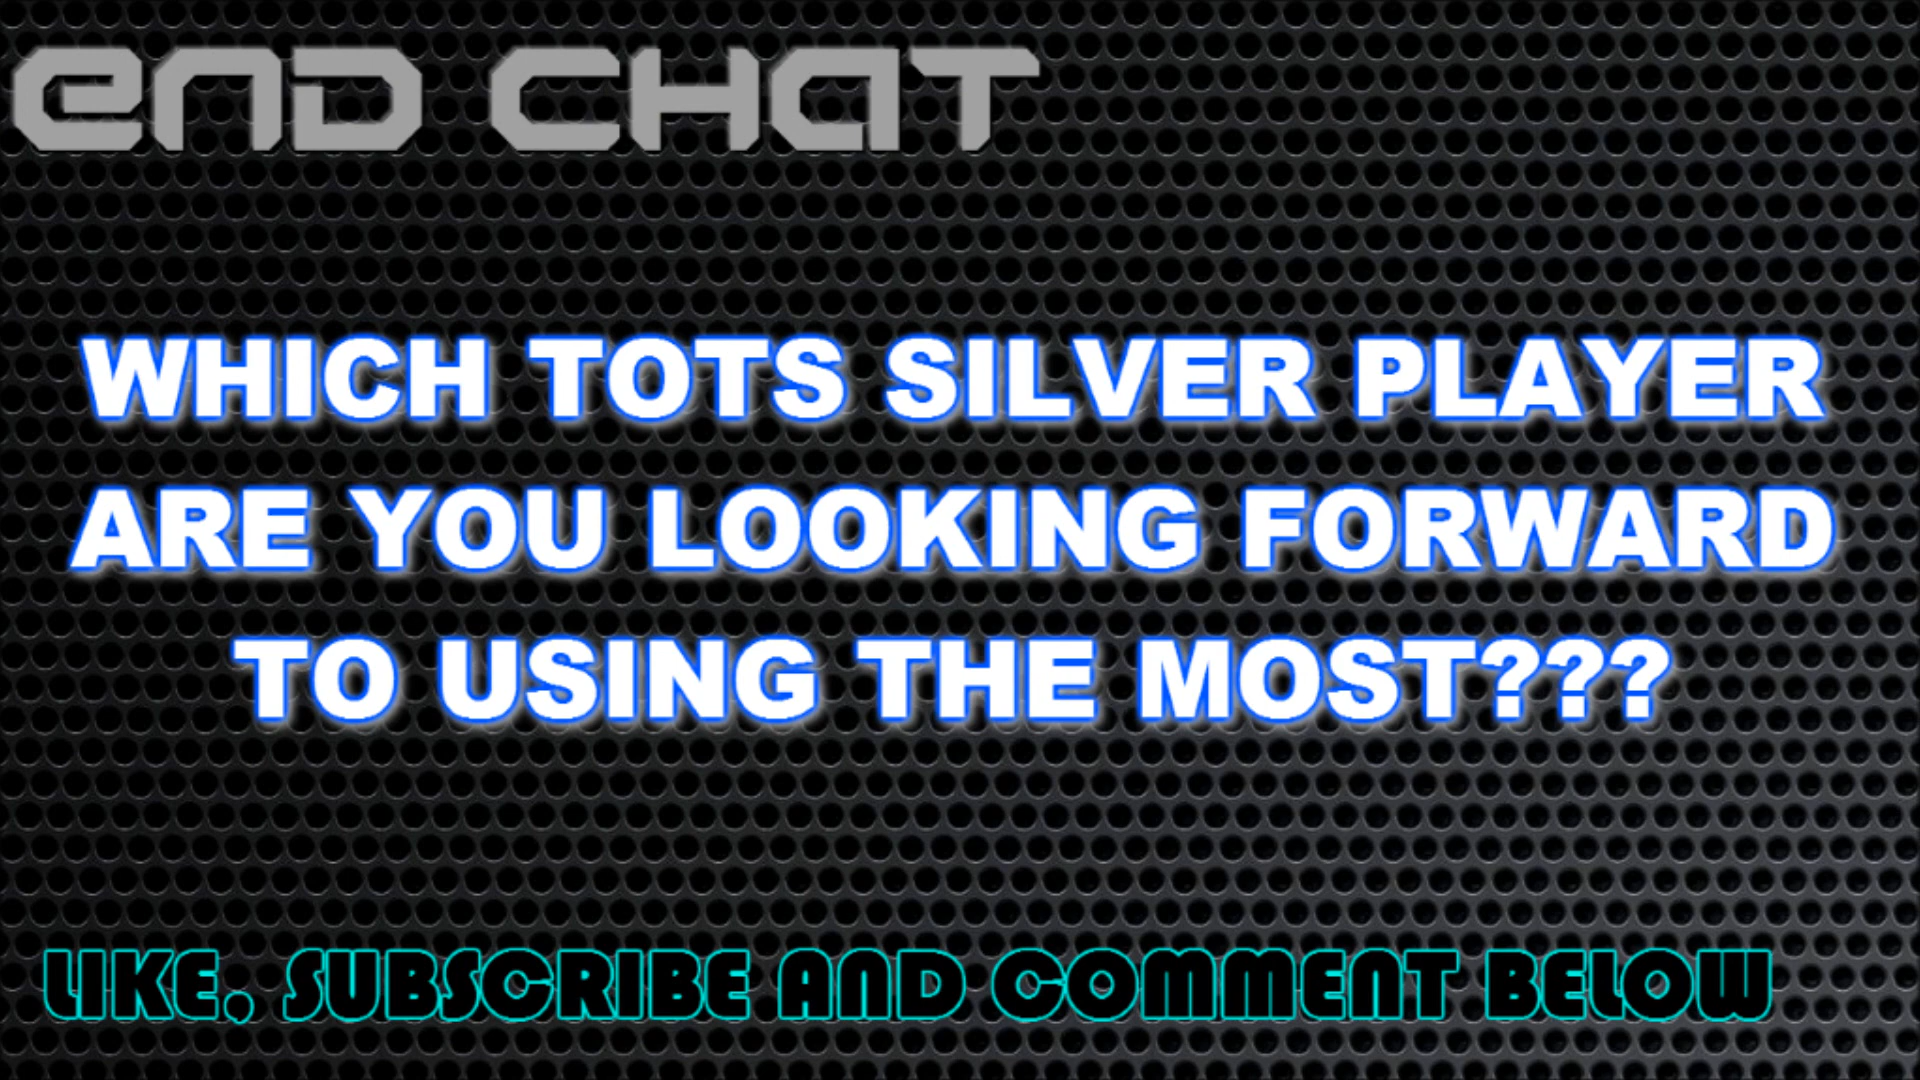 END CHAT
WHICH TOTS SILVER PLAYER
ARE YOU LOOKING FORWARD
TO USING THE MOST???
LIKE, SUBSCRIBE AND COMMENT BELOW